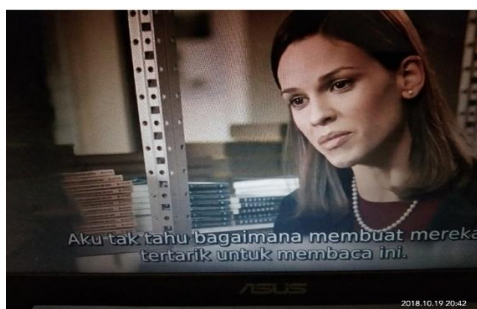 Aku tak tahu bagaimana membuat mereka
tertarik untuk membaca ini.
ASUS
2018.10.19 20:42